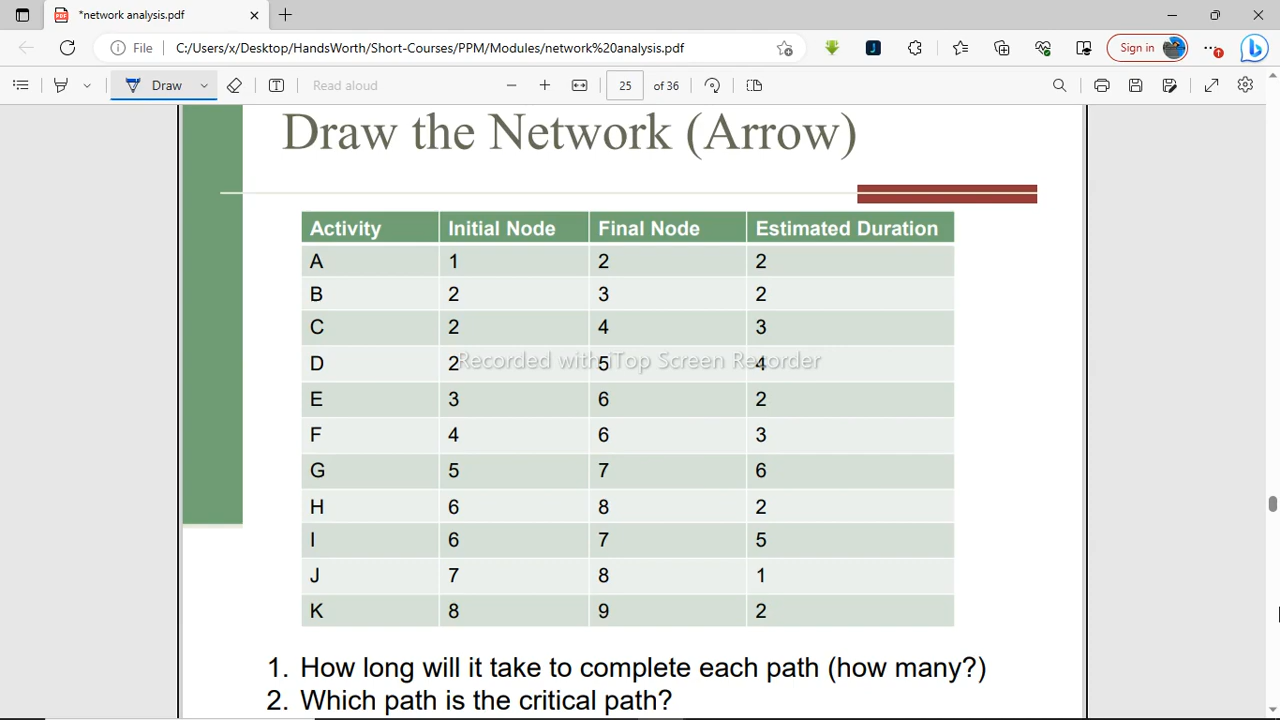 *network analysis.pdf
File C:/Users/x/Desktop/HandsWorth/Short-Courses/PPM/Modules/network%20analysis.pdf Sign in
Draw Read aloud 25 of 36
Draw the Network (Arrow)
Activity Initial Node Final Node Estimated Duration
A 1 2 2
B 2 3 2
C 2 4 3
D 2 5 4
Recorded with iTop Screen Recorder
E 3 6 2
F 4 6 3
G 5 7 6
H 6 8 2
I 6 7 5
J 7 8 1
K 8 9 2
1. How long will it take to complete each path (how many?)
2. Which path is the critical path?